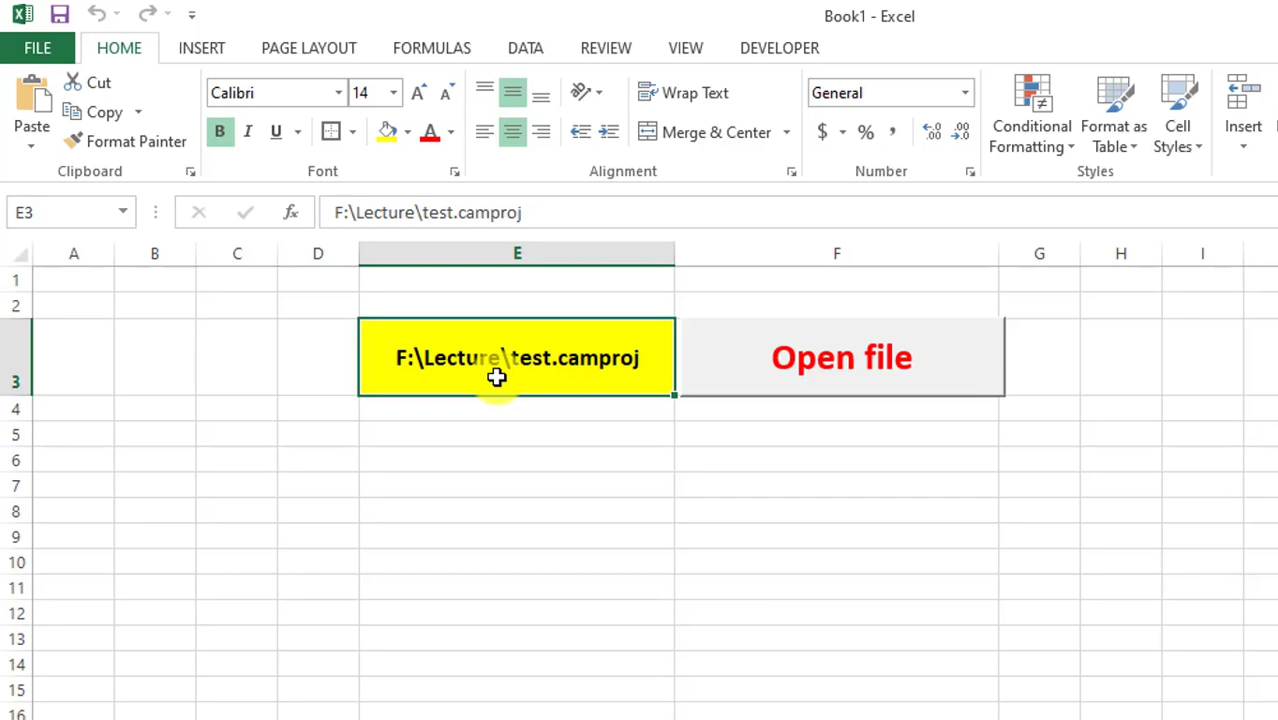 Book1 - Excel
FILE HOME INSERT PAGE LAYOUT FORMULAS DATA REVIEW VIEW DEVELOPER
Paste
Cut
Copy
Format Painter
Clipboard
Calibri 14
B I U A
Font
Wrap Text
Merge & Center
Alignment
General
$ % ,
Number
Conditional Formatting
Format as Table
Cell Styles
Styles
Insert
E3 fx F:\Lecture\test.camproj
A B C D E F G H I
1
2
3 F:\Lecture\test.camproj Open file
4
5
6
7
8
9
10
11
12
13
14
15
16